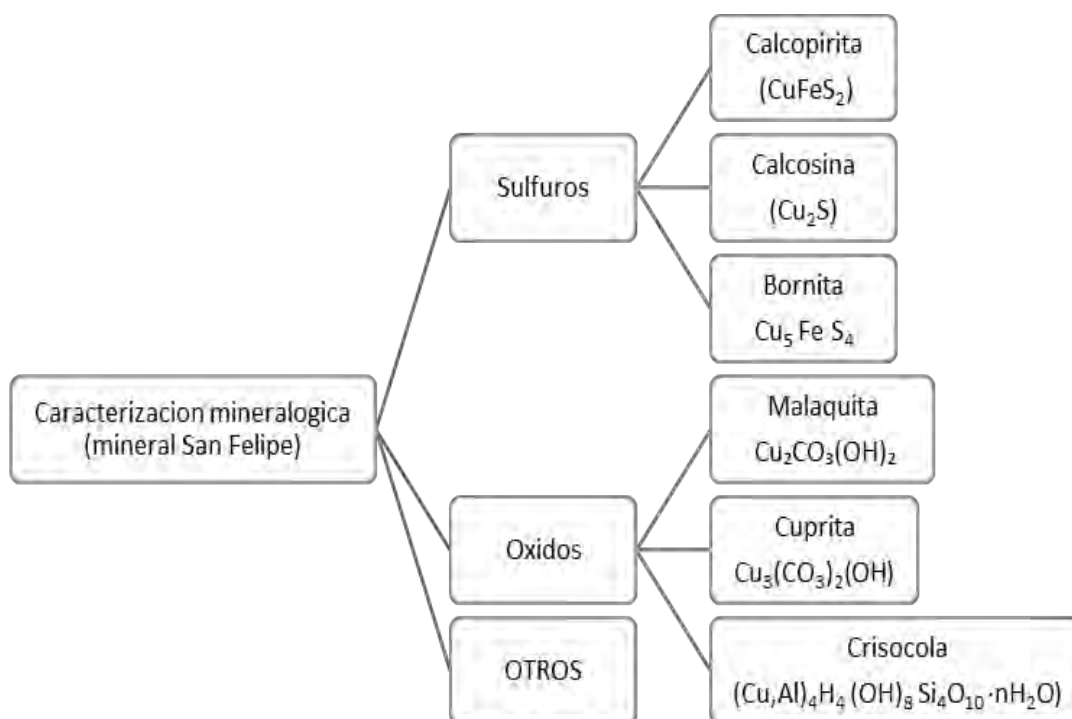 Caracterizacion mineralogica
(mineral San Felipe)
Sulfuros
Calcopirita
(CuFeS₂)
Calcosina
(Cu₂S)
Bornita
Cu₅ Fe S₄
Oxidos
Malaquita
Cu₂CO₃(OH)₂
Cuprita
Cu₃(CO₃)₂(OH)
Crisocola
(Cu,Al)₄H₄ (OH)₈ Si₄O₁₀ ·nH₂O)
OTROS